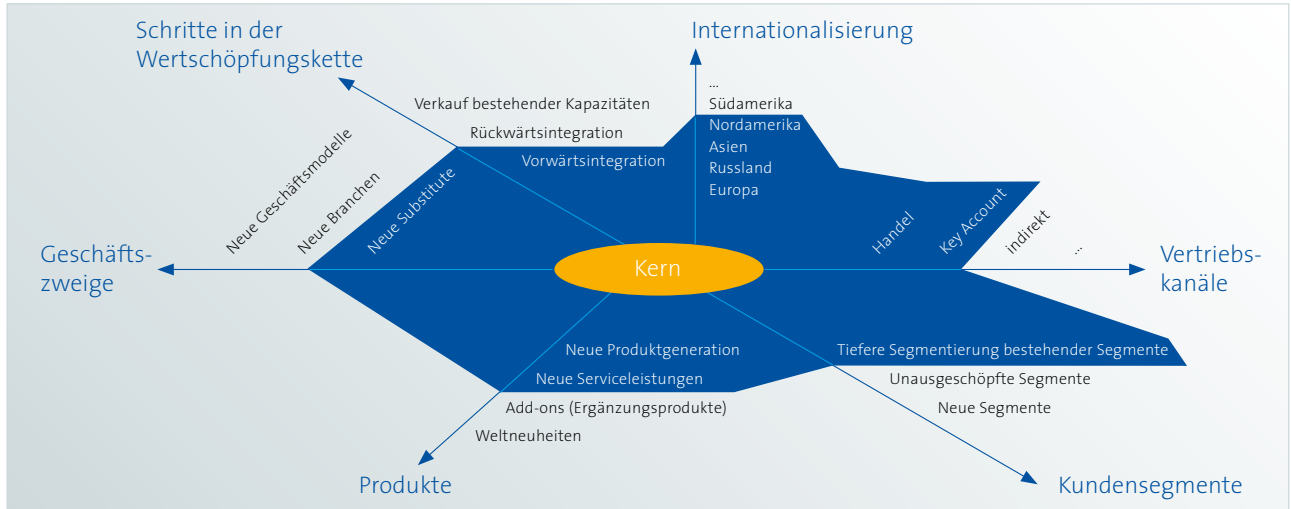 Schritte in der
Wertschöpfungskette
Internationalisierung
...
Südamerika
Nordamerika
Asien
Russland
Europa
Verkauf bestehender Kapazitäten
Rückwärtsintegration
Vorwärtsintegration
Neue Geschäftsmodelle
Neue Branchen
Neue Substitute
Handel
Key Account
indirekt
...
Geschäfts-
zweige
Kern
Vertriebs-
kanäle
Neue Produktgeneration
Neue Serviceleistungen
Add-ons (Ergänzungsprodukte)
Weltneuheiten
Tiefere Segmentierung bestehender Segmente
Unausgeschöpfte Segmente
Neue Segmente
Produkte
Kundensegmente